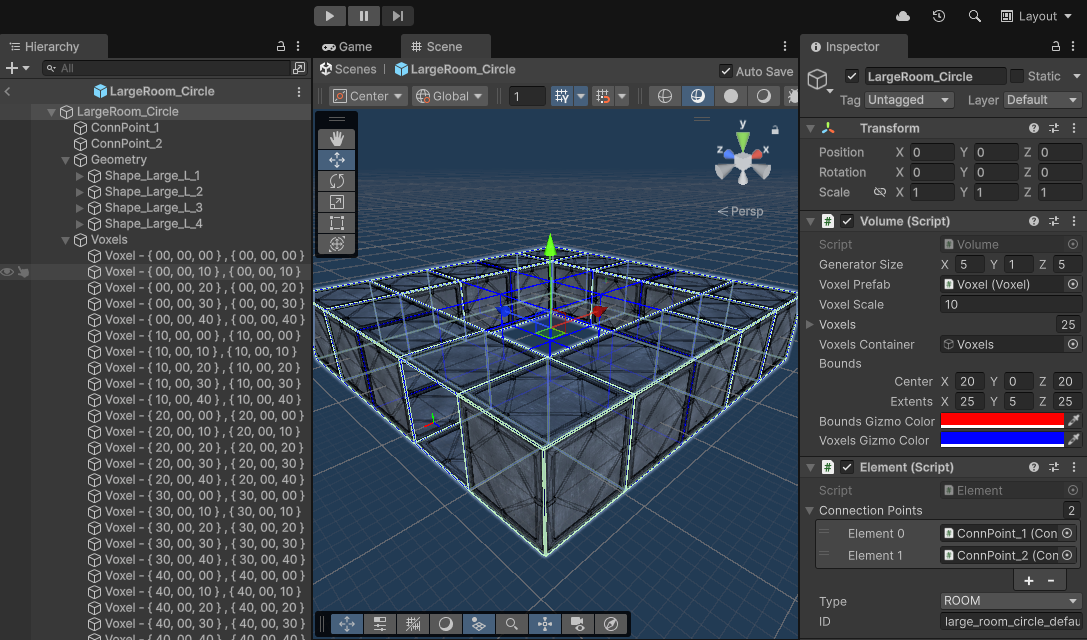 Layout
Hierarchy
All
LargeRoom_Circle
LargeRoom_Circle
ConnPoint_1
ConnPoint_2
Geometry
Shape_Large_L_1
Shape_Large_L_2
Shape_Large_L_3
Shape_Large_L_4
Voxels
Voxel - { 00, 00, 00 } , { 00, 00, 00 }
Voxel - { 00, 00, 10 } , { 00, 00, 10 }
Voxel - { 00, 00, 20 } , { 00, 00, 20 }
Voxel - { 00, 00, 30 } , { 00, 00, 30 }
Voxel - { 00, 00, 40 } , { 00, 00, 40 }
Voxel - { 10, 00, 00 } , { 10, 00, 00 }
Voxel - { 10, 00, 10 } , { 10, 00, 10 }
Voxel - { 10, 00, 20 } , { 10, 00, 20 }
Voxel - { 10, 00, 30 } , { 10, 00, 30 }
Voxel - { 10, 00, 40 } , { 10, 00, 40 }
Voxel - { 20, 00, 00 } , { 20, 00, 00 }
Voxel - { 20, 00, 10 } , { 20, 00, 10 }
Voxel - { 20, 00, 20 } , { 20, 00, 20 }
Voxel - { 20, 00, 30 } , { 20, 00, 30 }
Voxel - { 20, 00, 40 } , { 20, 00, 40 }
Voxel - { 30, 00, 00 } , { 30, 00, 00 }
Voxel - { 30, 00, 10 } , { 30, 00, 10 }
Voxel - { 30, 00, 20 } , { 30, 00, 20 }
Voxel - { 30, 00, 30 } , { 30, 00, 30 }
Voxel - { 30, 00, 40 } , { 30, 00, 40 }
Voxel - { 40, 00, 00 } , { 40, 00, 00 }
Voxel - { 40, 00, 10 } , { 40, 00, 10 }
Voxel - { 40, 00, 20 } , { 40, 00, 20 }
Voxel - { 40, 00, 30 } , { 40, 00, 30 }
Voxel - { 40, 00, 40 } , { 40, 00, 40 }
Game Scene
Scenes | LargeRoom_Circle Auto Save
Center Global 1
y
z x
< Persp
Inspector
LargeRoom_Circle Static
Tag Untagged Layer Default
Transform
Position X 0 Y 0 Z 0
Rotation X 0 Y 0 Z 0
Scale X 1 Y 1 Z 1
Volume (Script)
Script Volume
Generator Size X 5 Y 1 Z 5
Voxel Prefab Voxel (Voxel)
Voxel Scale 10
Voxels 25
Voxels Container Voxels
Bounds
Center X 20 Y 0 Z 20
Extents X 25 Y 5 Z 25
Bounds Gizmo Color
Voxels Gizmo Color
Element (Script)
Script Element
Connection Points 2
Element 0 ConnPoint_1 (Con
Element 1 ConnPoint_2 (Con
+ -
Type ROOM
ID large_room_circle_defau